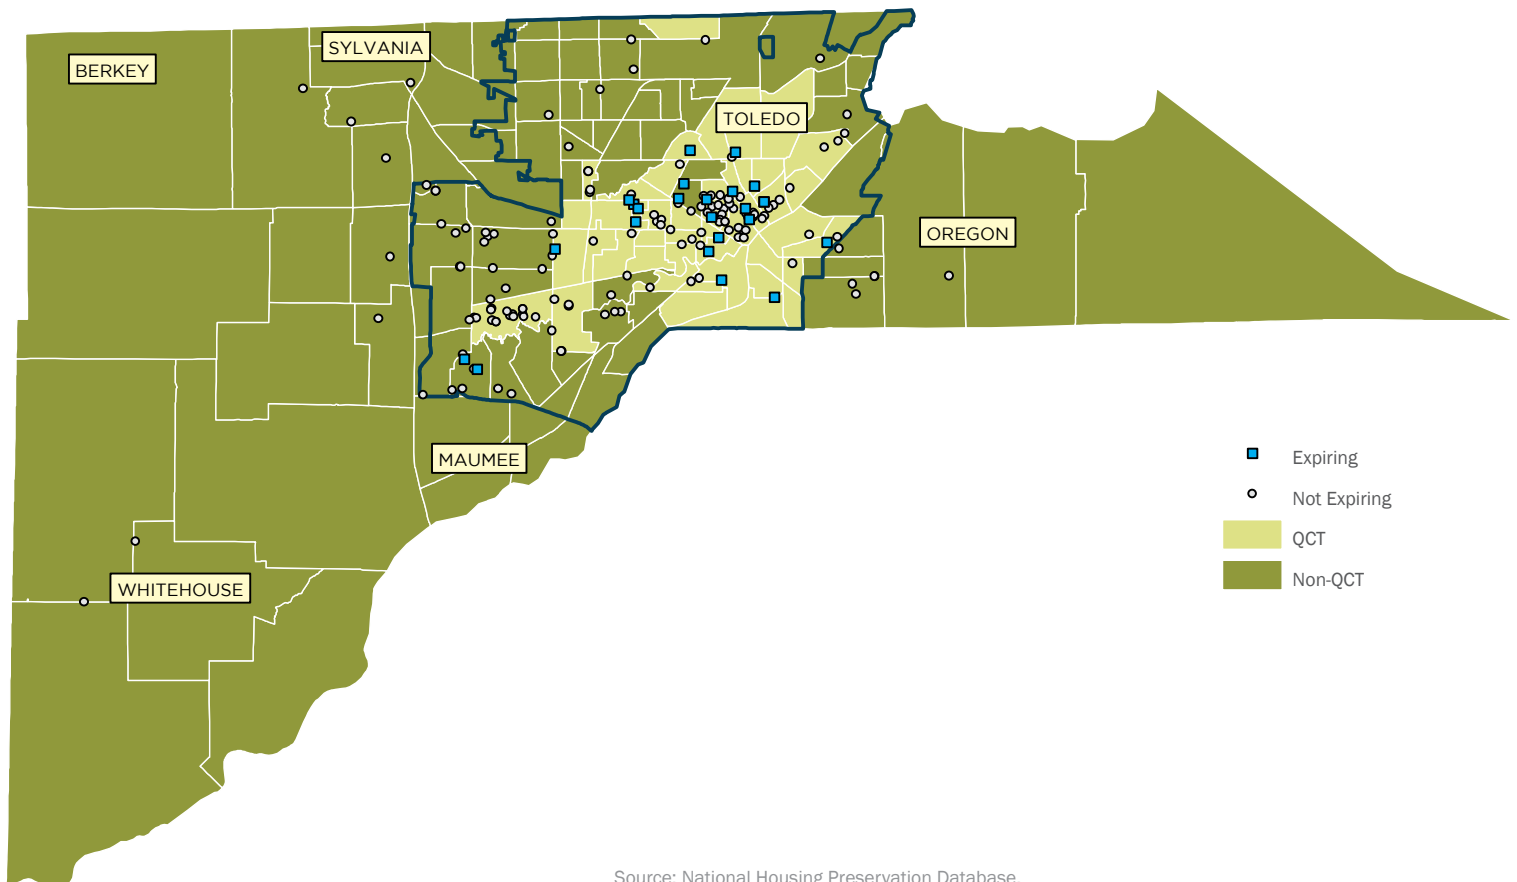 SYLVANIA
BERKEY
TOLEDO
OREGON
MAUMEE
WHITEHOUSE
Expiring
Not Expiring
QCT
Non-QCT
Source: National Housing Preservation Database.